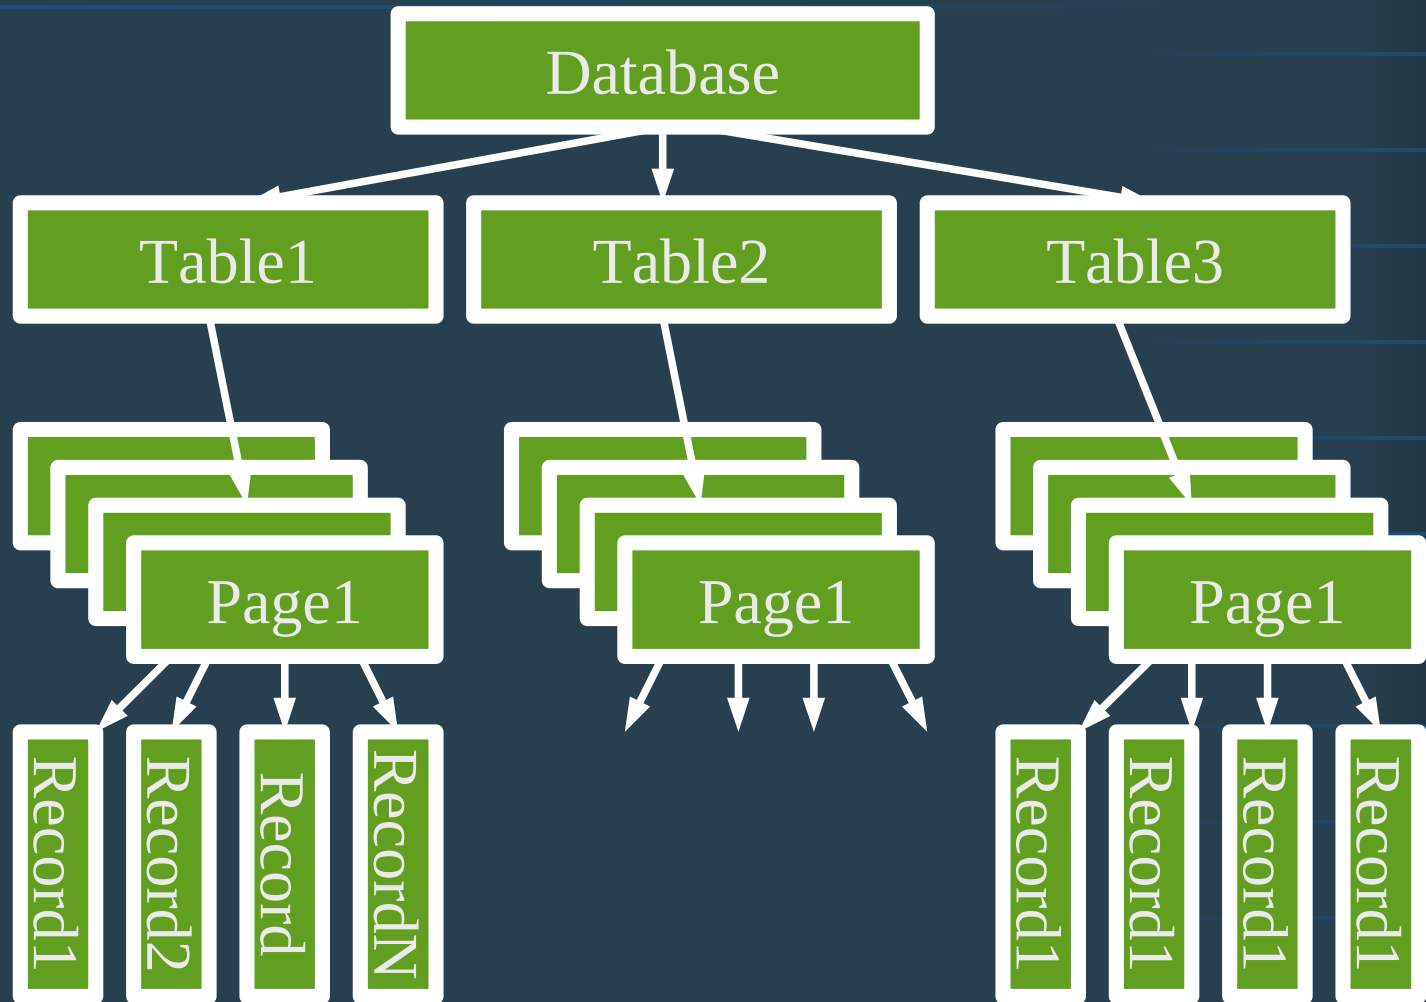 Database
Table1
Table2
Table3
Page1
Page1
Page1
Record1
Record2
Record
RecordN
Record1
Record1
Record1
Record1